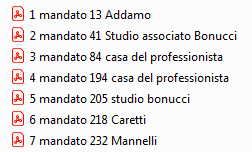 1 mandato 13 Addamo
2 mandato 41 Studio associato Bonucci
3 mandato 84 casa del professionista
4 mandato 194 casa del professionista
5 mandato 205 studio bonucci
6 mandato 218 Caretti
7 mandato 232 Mannelli